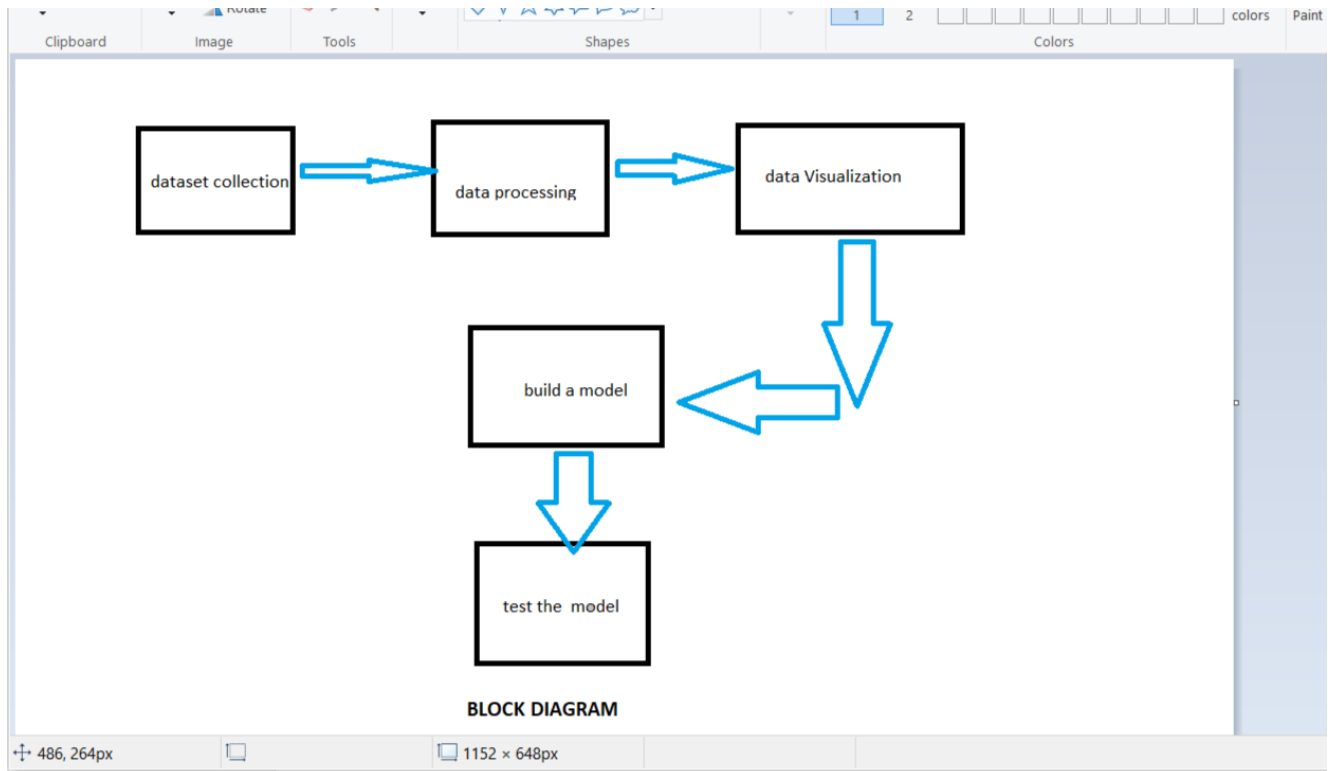 Rotate
1 2 colors Paint
Clipboard Image Tools Shapes Colors
dataset collection
data processing
data Visualization
build a model
test the model
BLOCK DIAGRAM
486, 264px 1152 × 648px